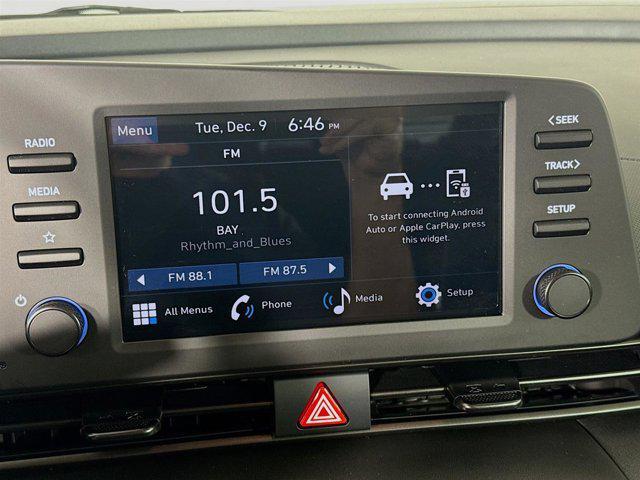 RADIO
MEDIA
Menu
Tue, Dec. 9 6:46 PM
FM
101.5
BAY
Rhythm_and_Blues
FM 88.1
FM 87.5
To start connecting Android
Auto or Apple CarPlay, press
this widget.
All Menus
Phone
Media
Setup
<SEEK
TRACK>
SETUP